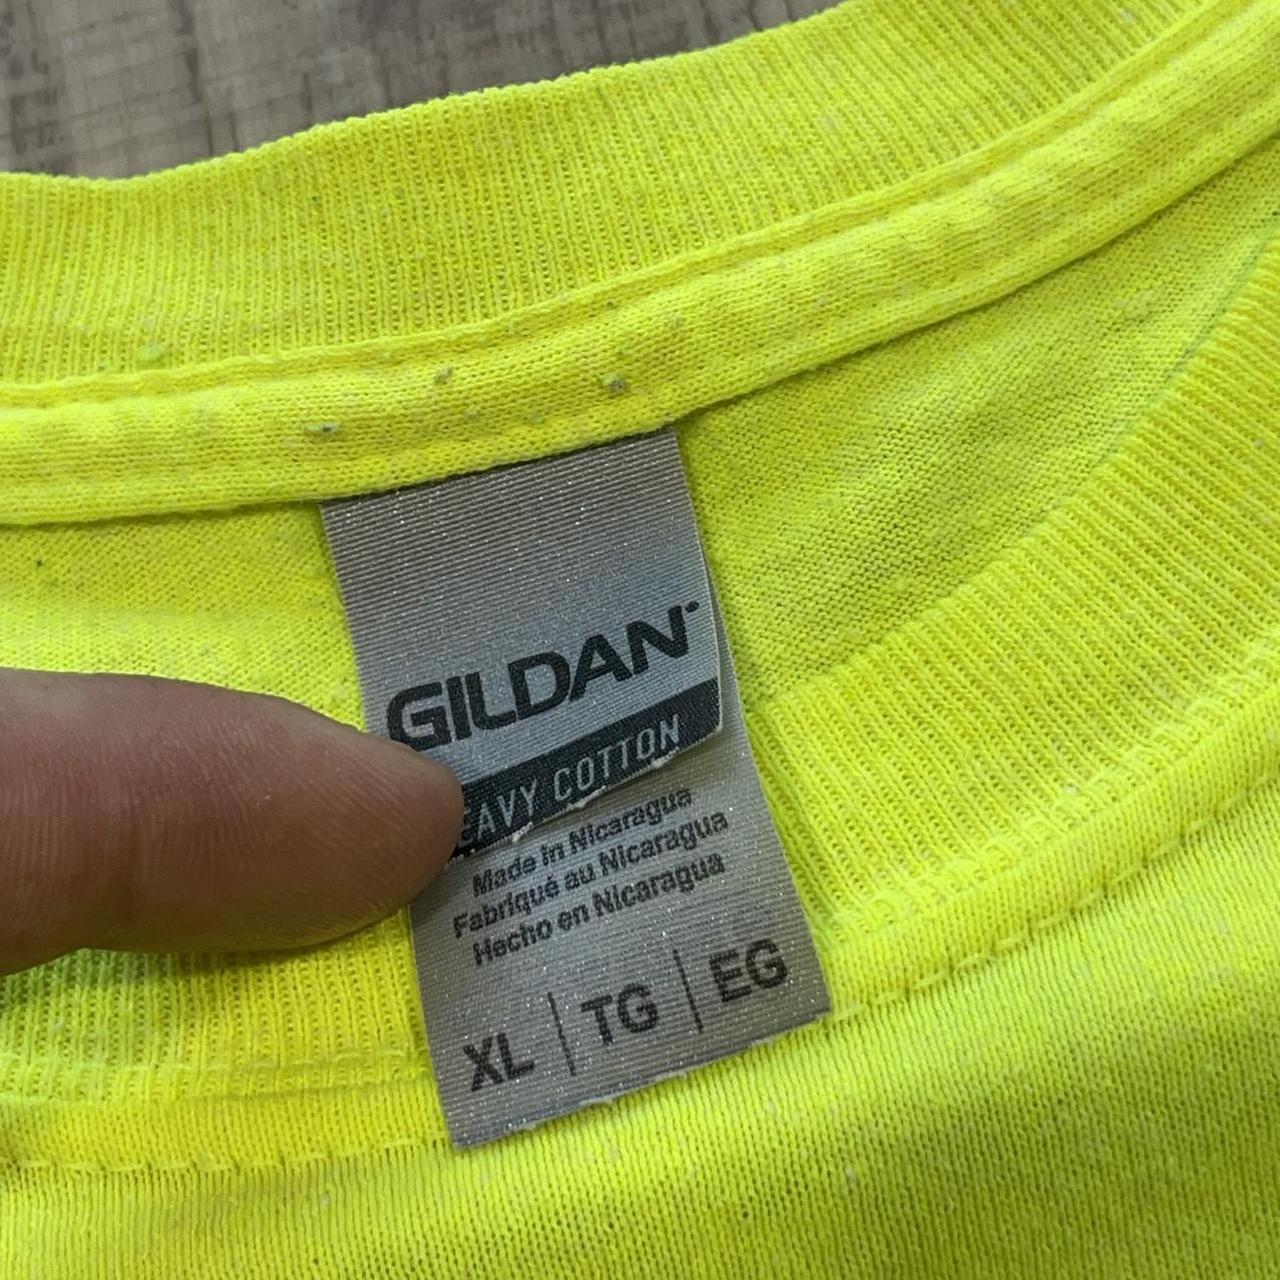 GILDAN
EAVY COTTON
Made in Nicaragua
Fabriqué au Nicaragua
Hecho en Nicaragua
XL | TG | EG